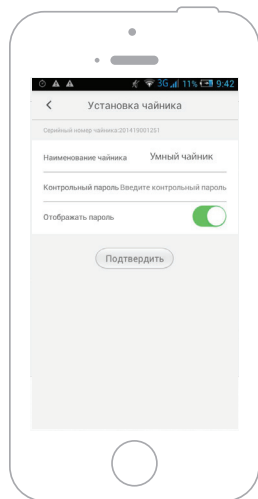 3G 11% 9:42
Установка чайника
Серийный номер чайника:201419001251
Наименование чайника Умный чайник
Контрольный пароль Введите контрольный пароль
Отображать пароль
Подтвердить